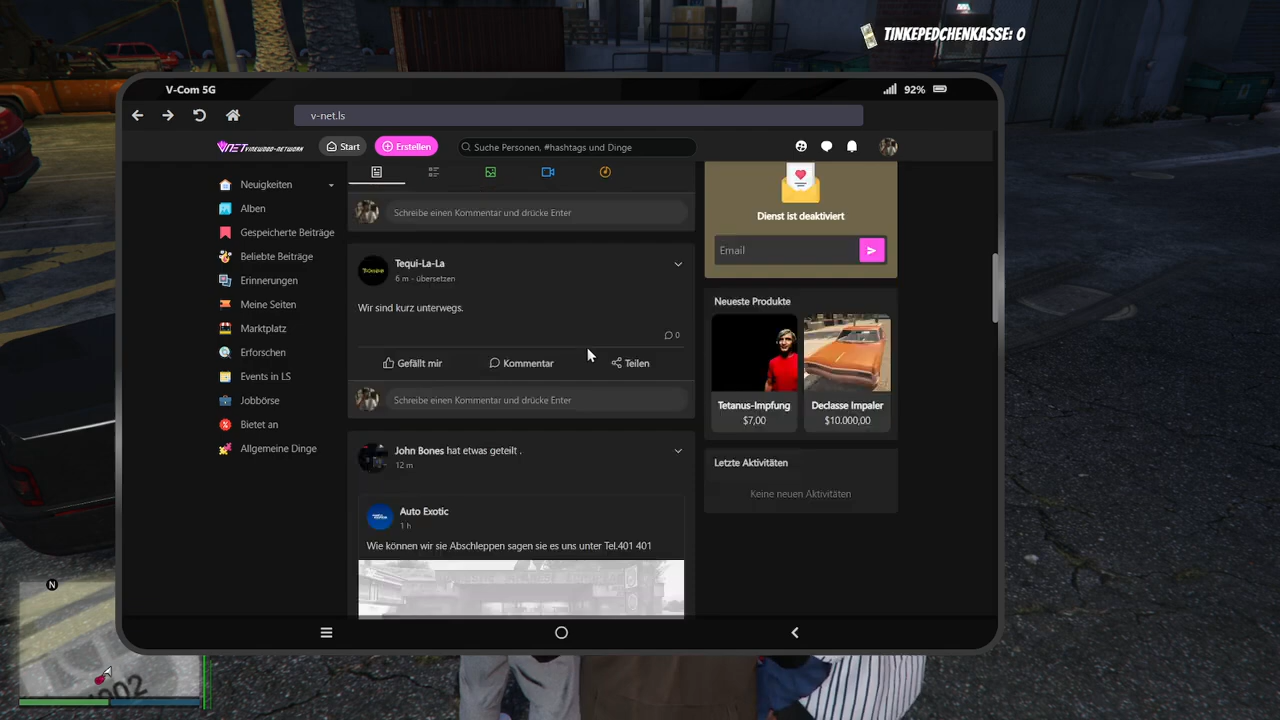 TINKEPEDCHENKASSE: 0
V-Com 5G
92%
v-net.ls
VNET VINEWOOD-NETWORK
Start
Erstellen
Suche Personen, #hashtags und Dinge
Neuigkeiten
Alben
Gespeicherte Beiträge
Beliebte Beiträge
Erinnerungen
Meine Seiten
Marktplatz
Erforschen
Events in LS
Jobbörse
Bietet an
Allgemeine Dinge
Schreibe einen Kommentar und drücke Enter
Tequi-La-La
6 m - übersetzen
Wir sind kurz unterwegs.
0
Gefällt mir
Kommentar
Teilen
Schreibe einen Kommentar und drücke Enter
John Bones hat etwas geteilt .
12 m
Auto Exotic
1 h
Wie können wir sie Abschleppen sagen sie es uns unter Tel.401 401
Dienst ist deaktiviert
Email
Neueste Produkte
Tetanus-Impfung
$7,00
Declasse Impaler
$10.000,00
Letzte Aktivitäten
Keine neuen Aktivitäten
N